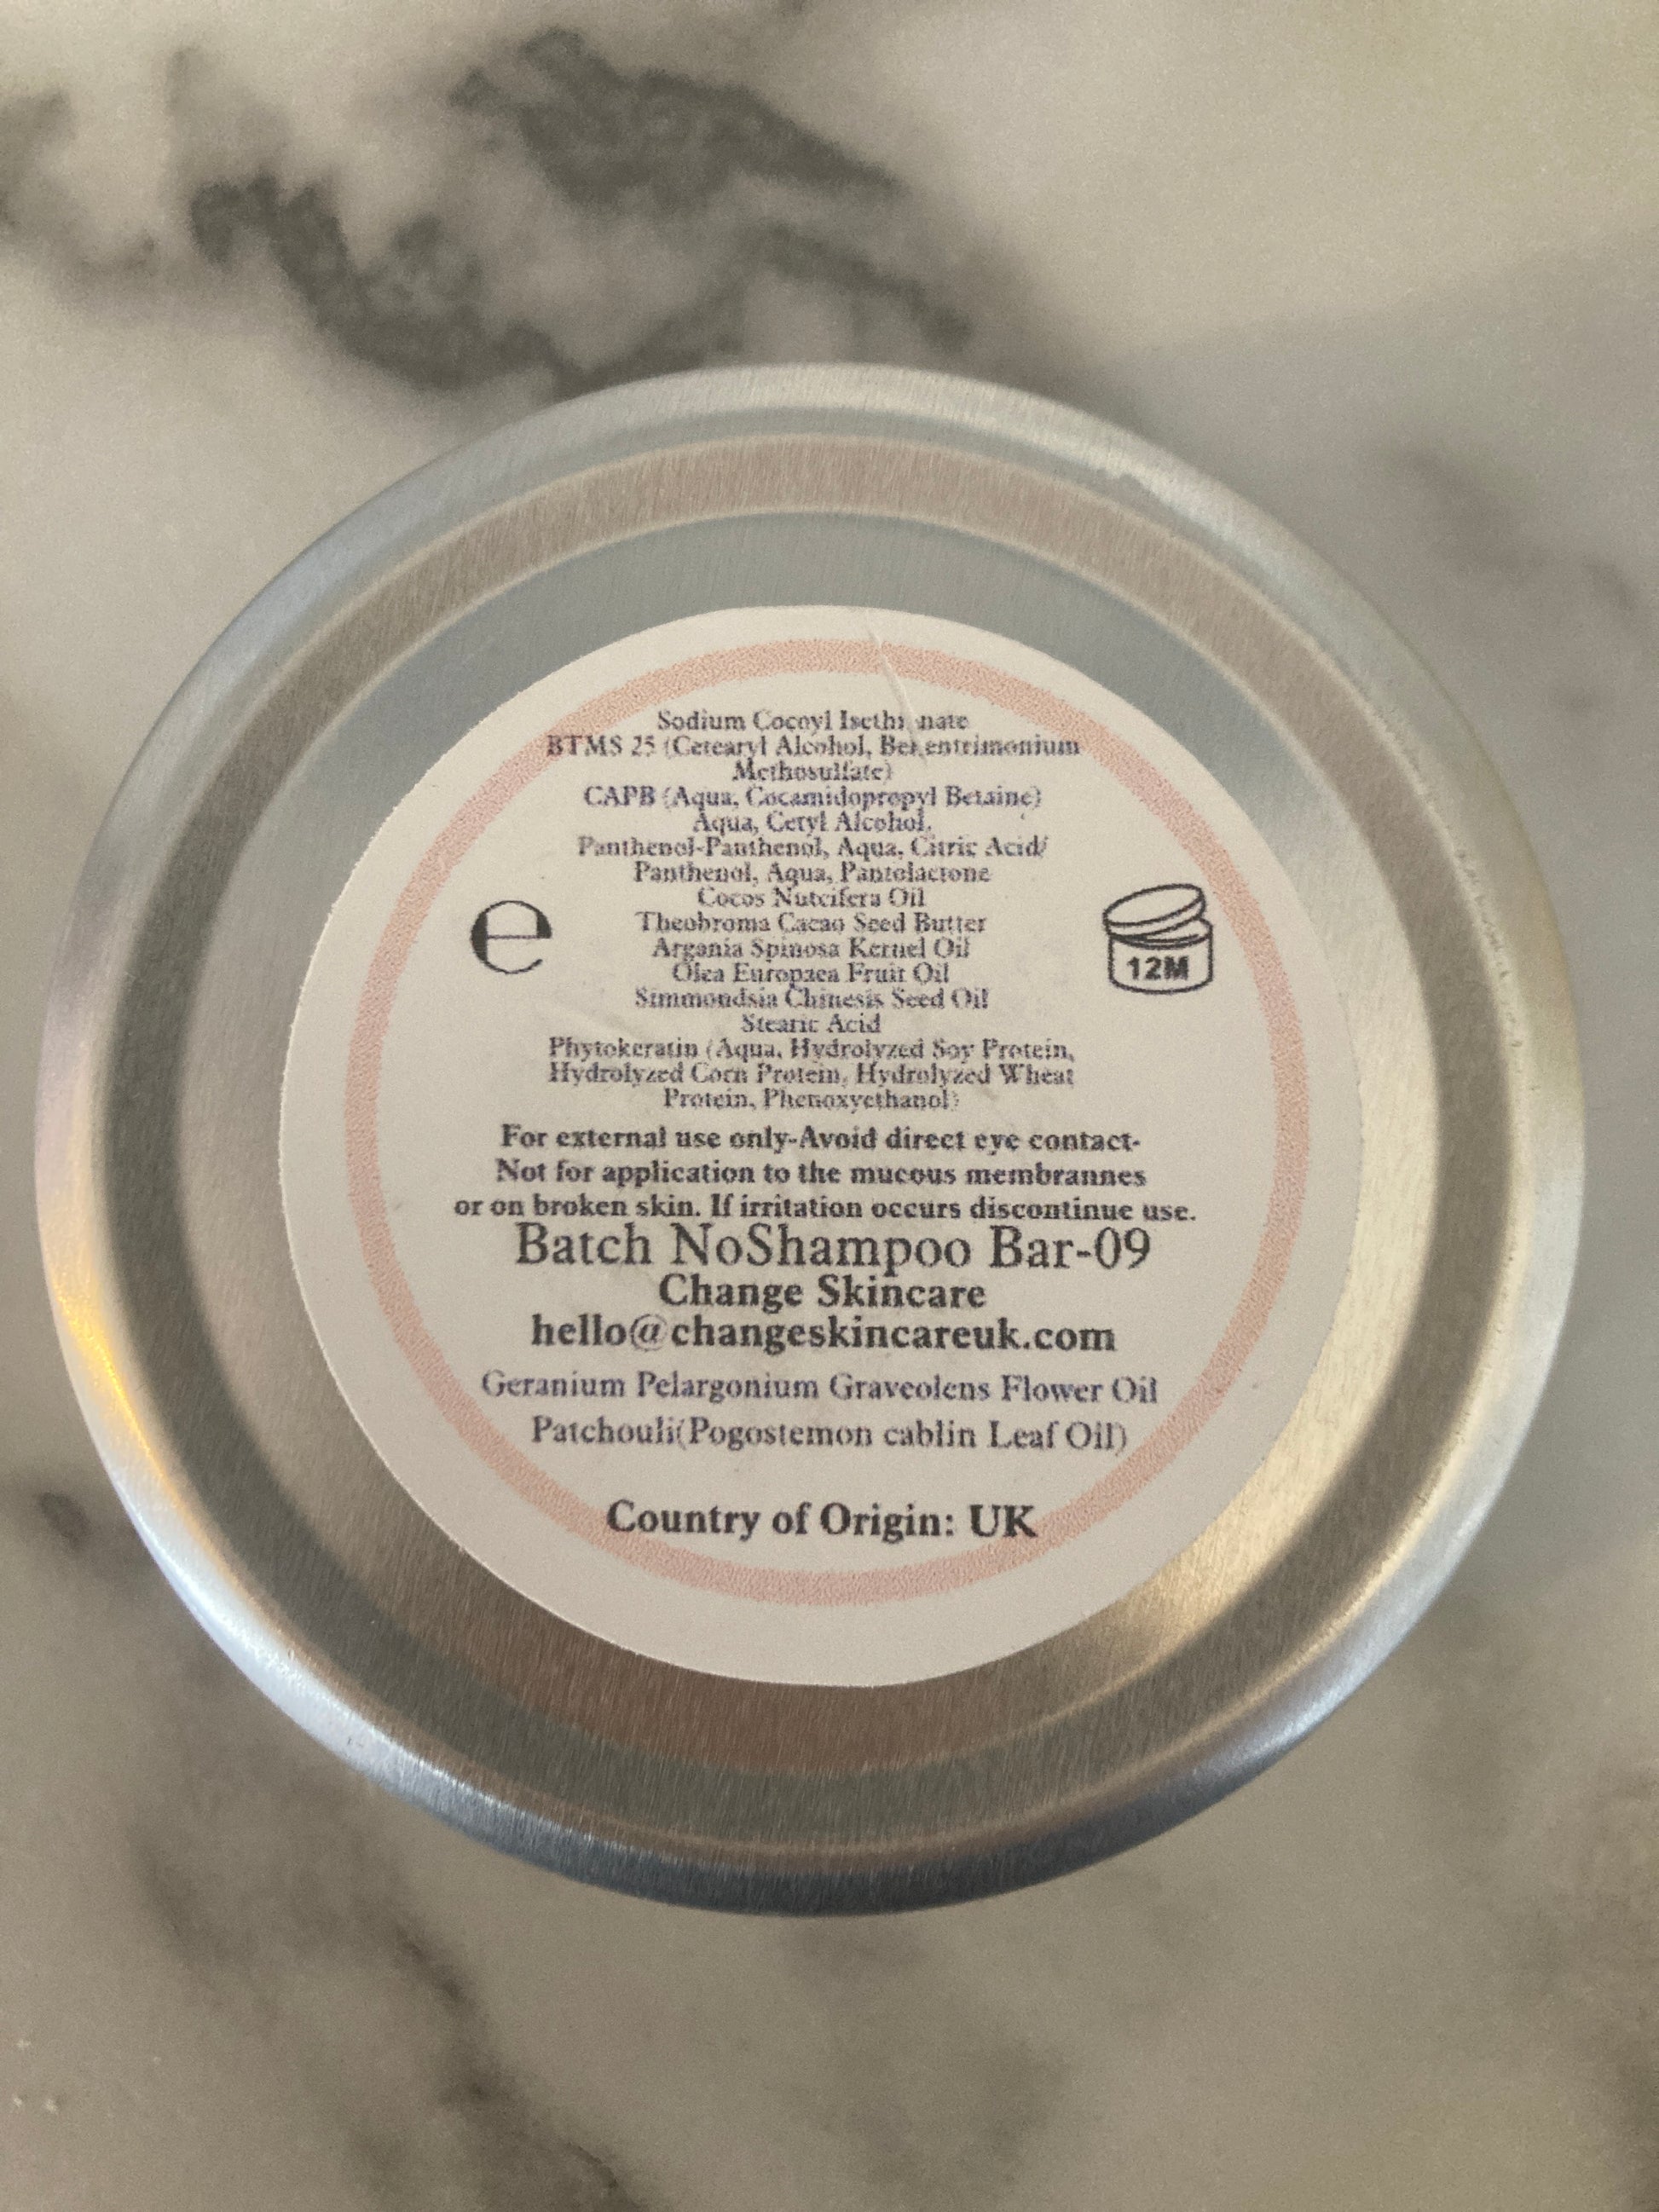 Sodium Cocoyl Isethionate
BTMS 25 (Cetearyl Alcohol, Behentrimonium
Methosulfate)
CAPB (Aqua, Cocamidopropyl Betaine)
Aqua, Cetyl Alcohol,
Panthenol-Panthenol, Aqua, Citric Acid/
Panthenol, Aqua, Pantolactone
Cocos Nutcifera Oil
Theobroma Cacao Seed Butter
Argania Spinosa Kernel Oil
Olea Europaea Fruit Oil
Simmondsia Chinesis Seed Oil
Stearic Acid
Phytokeratin (Aqua, Hydrolyzed Soy Protein,
Hydrolyzed Corn Protein, Hydrolyzed Wheat
Protein, Phenoxyethanol)
e
12M
For external use only-Avoid direct eye contact-
Not for application to the mucous membrannes
or on broken skin. If irritation occurs discontinue use.
Batch NoShampoo Bar-09
Change Skincare
hello@changeskincareuk.com
Geranium Pelargonium Graveolens Flower Oil
Patchouli(Pogostemon cablin Leaf Oil)
Country of Origin: UK